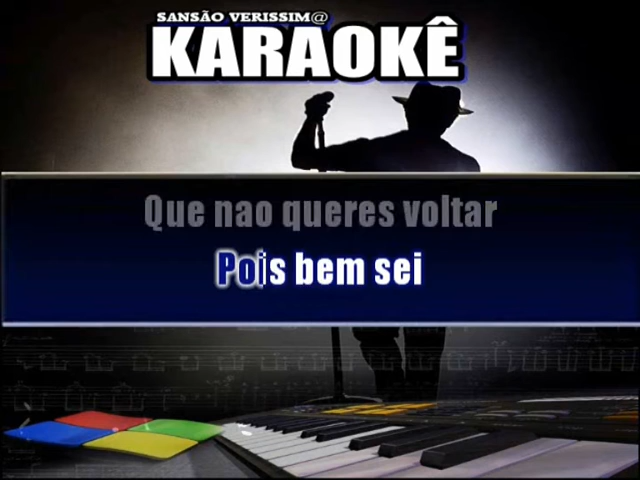 SANSÃO VERISSIM@
KARAOKÊ
Que nao queres voltar
Pois bem sei